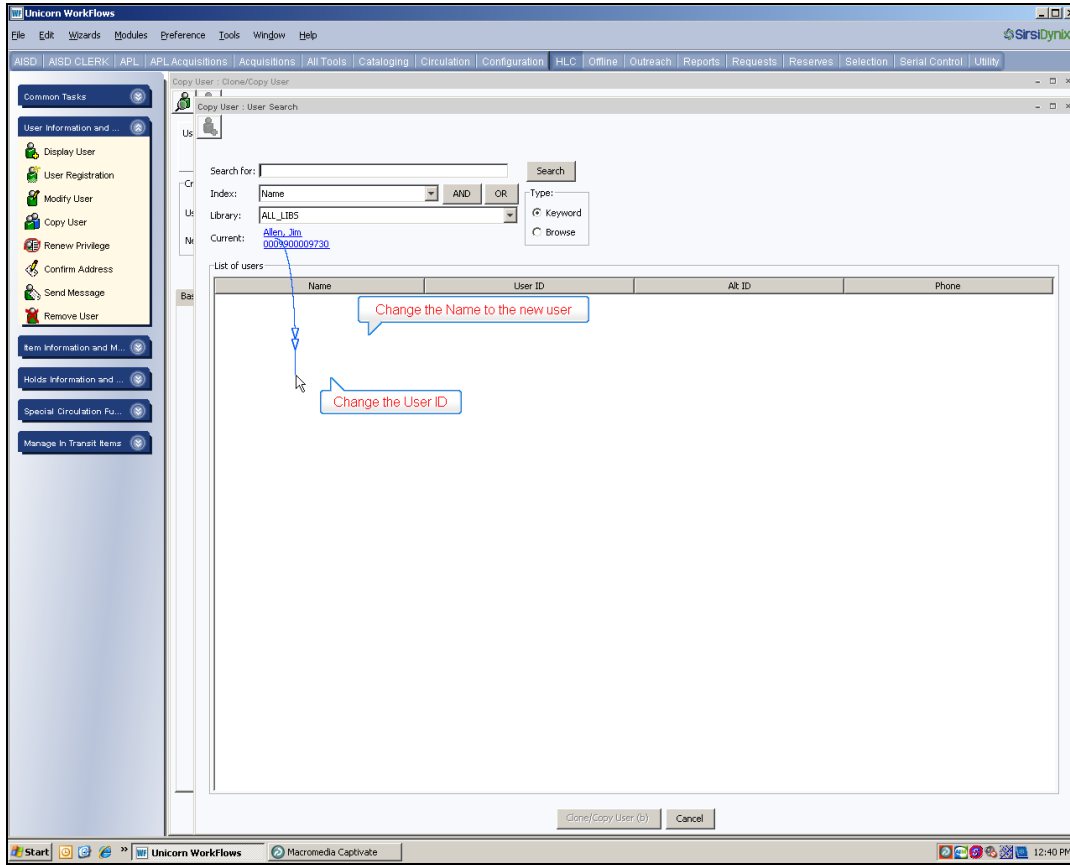 Unicorn WorkFlows
File Edit Wizards Modules Preference Tools Window Help
SirsiDynix
AISD AISD CLERK APL APL Acquisitions Acquisitions All Tools Cataloging Circulation Configuration HLC Offline Outreach Reports Requests Reserves Selection Serial Control Utility
Common Tasks
User Information and ...
Display User
User Registration
Modify User
Copy User
Renew Privilege
Confirm Address
Send Message
Remove User
Item Information and M...
Holds Information and ...
Special Circulation Fu...
Manage In Transit Items
Copy User : Clone/Copy User
Copy User : User Search
Us
Cr
Us
Ne
Bas
Search for: Search
Index: Name AND OR
Type:
Library: ALL_LIBS
Keyword
Browse
Current: Allen, Jim
0009900009730
List of users
Name User ID Alt ID Phone
Change the Name to the new user
Change the User ID
Clone/Copy User (b) Cancel
Start » Unicorn WorkFlows Macromedia Captivate 12:40 PM